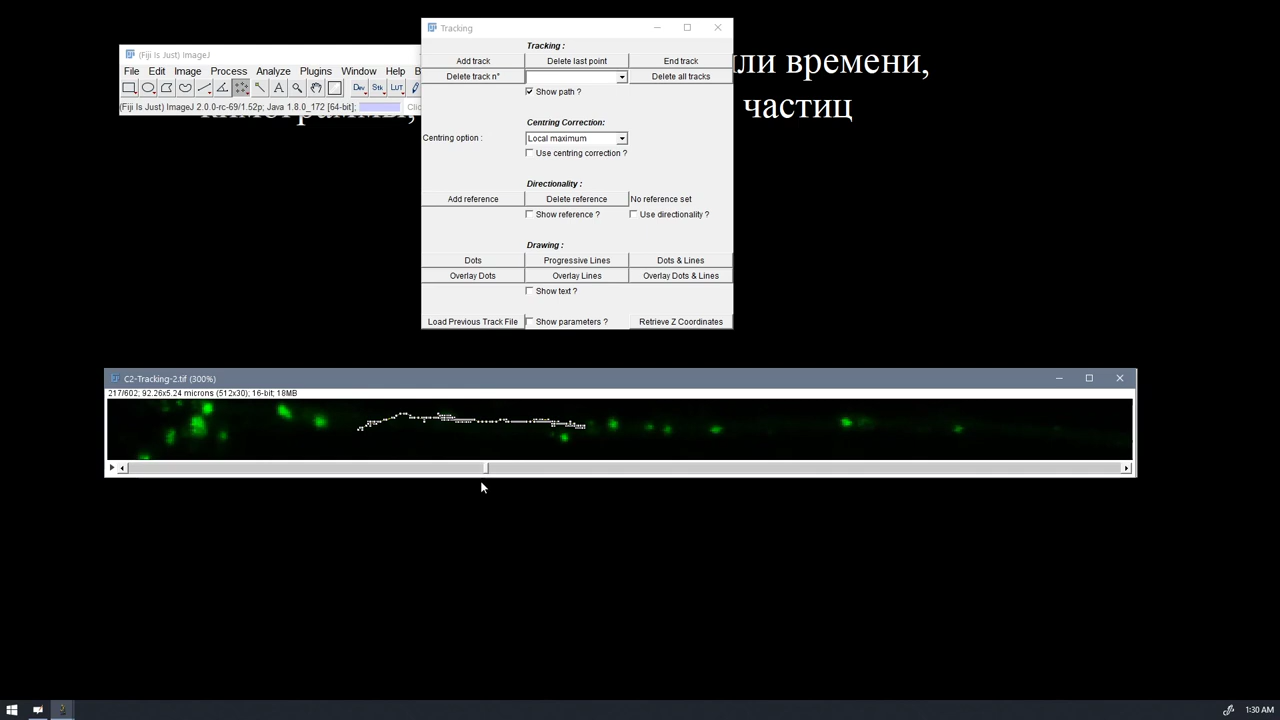 Tracking
(Fiji Is Just) ImageJ
Tracking :
или времени,
Add track Delete last point End track
File Edit Image Process Analyze Plugins Window Help
Delete track n° Delete all tracks
Dev Stk LUT
Show path ?
(Fiji Is Just) ImageJ 2.0.0-rc-69/1.52p; Java 1.8.0_172 [64-bit]; Clic
частиц
Centring Correction:
Centring option : Local maximum
Use centring correction ?
Directionality :
Add reference Delete reference No reference set
Show reference ? Use directionality ?
Drawing :
Dots Progressive Lines Dots & Lines
Overlay Dots Overlay Lines Overlay Dots & Lines
Show text ?
Load Previous Track File Show parameters ? Retrieve Z Coordinates
C2-Tracking-2.tif (300%)
217/602; 92.26x5.24 microns (512x30); 16-bit; 18MB
1:30 AM